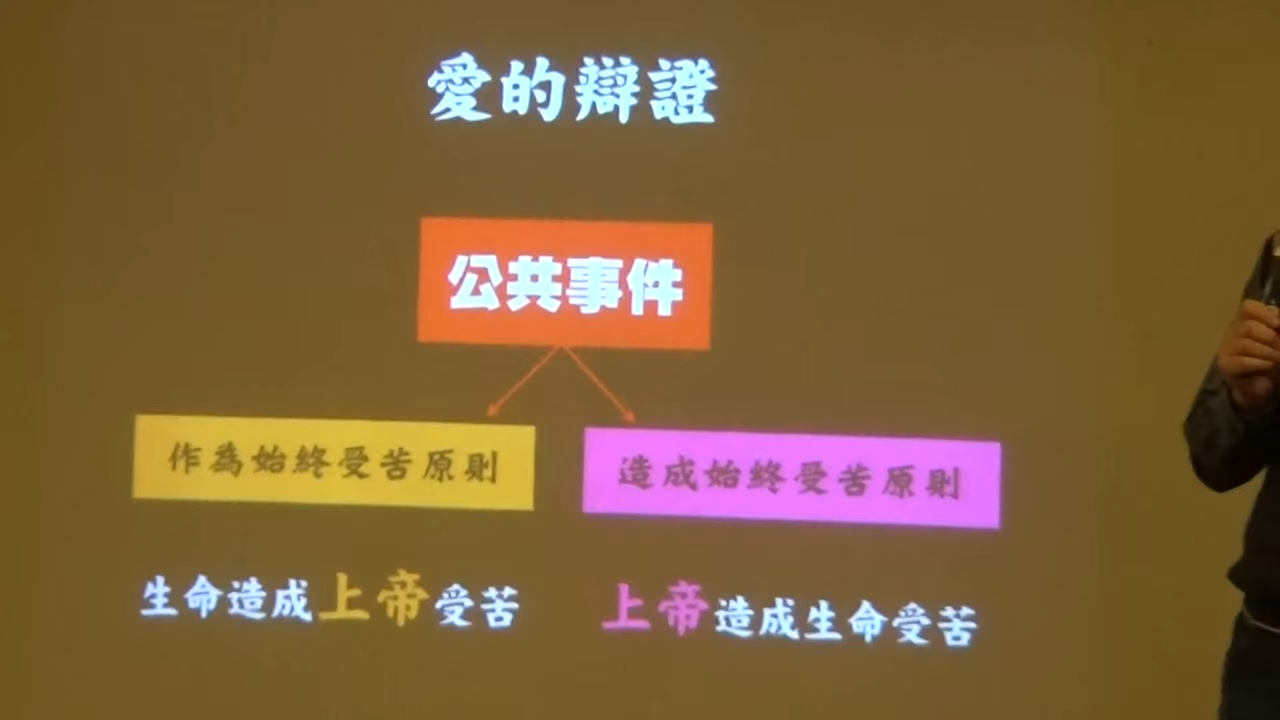 愛的辯證
公共事件
作為始終受苦原則
造成始終受苦原則
生命造成上帝受苦
上帝造成生命受苦